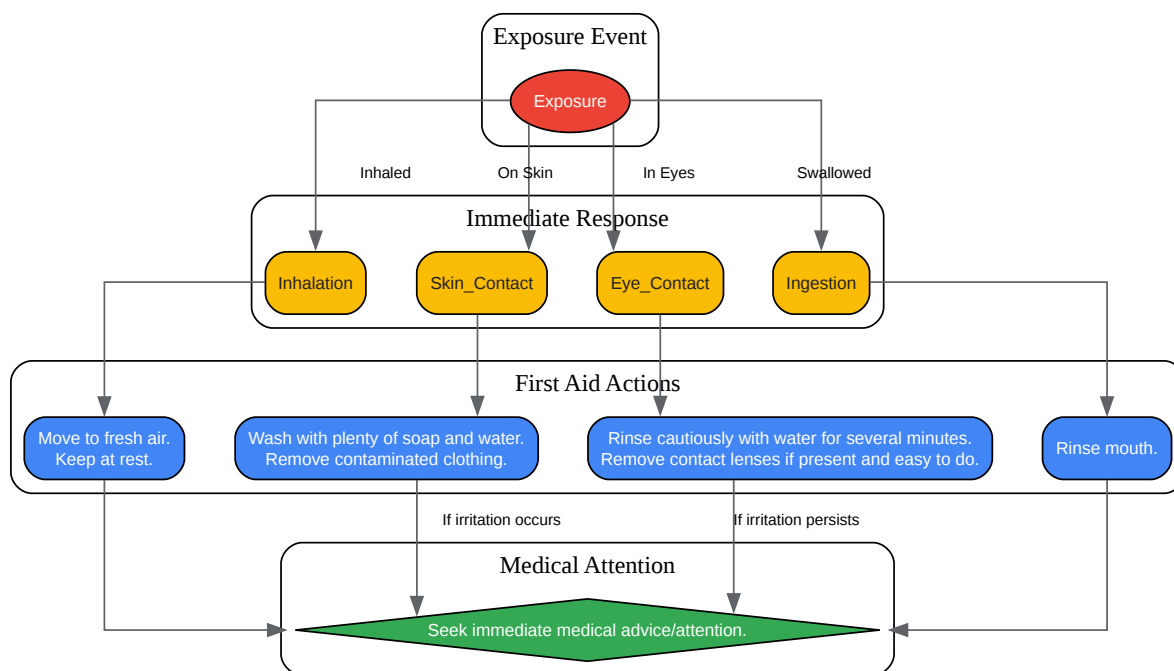 Exposure Event
Exposure
Inhaled
On Skin
In Eyes
Swallowed
Immediate Response
Inhalation
Skin_Contact
Eye_Contact
Ingestion
First Aid Actions
Move to fresh air.
Keep at rest.
Wash with plenty of soap and water.
Remove contaminated clothing.
Rinse cautiously with water for several minutes.
Remove contact lenses if present and easy to do.
Rinse mouth.
If irritation occurs
If irritation persists
Medical Attention
Seek immediate medical advice/attention.